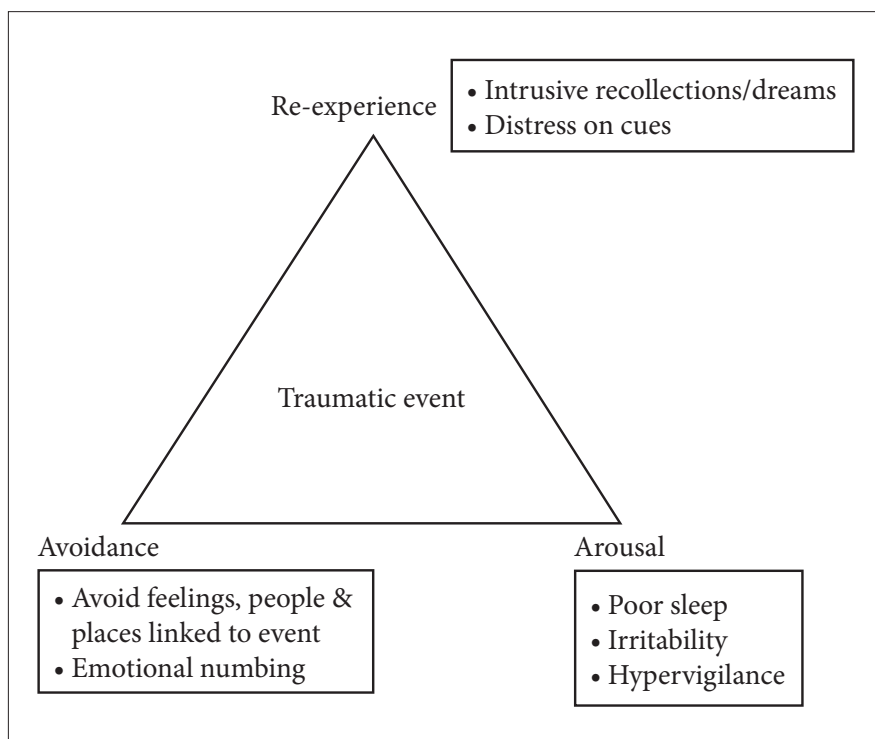 Re-experience
• Intrusive recollections/dreams
• Distress on cues
Traumatic event
Avoidance
• Avoid feelings, people &
places linked to event
• Emotional numbing
Arousal
• Poor sleep
• Irritability
• Hypervigilance